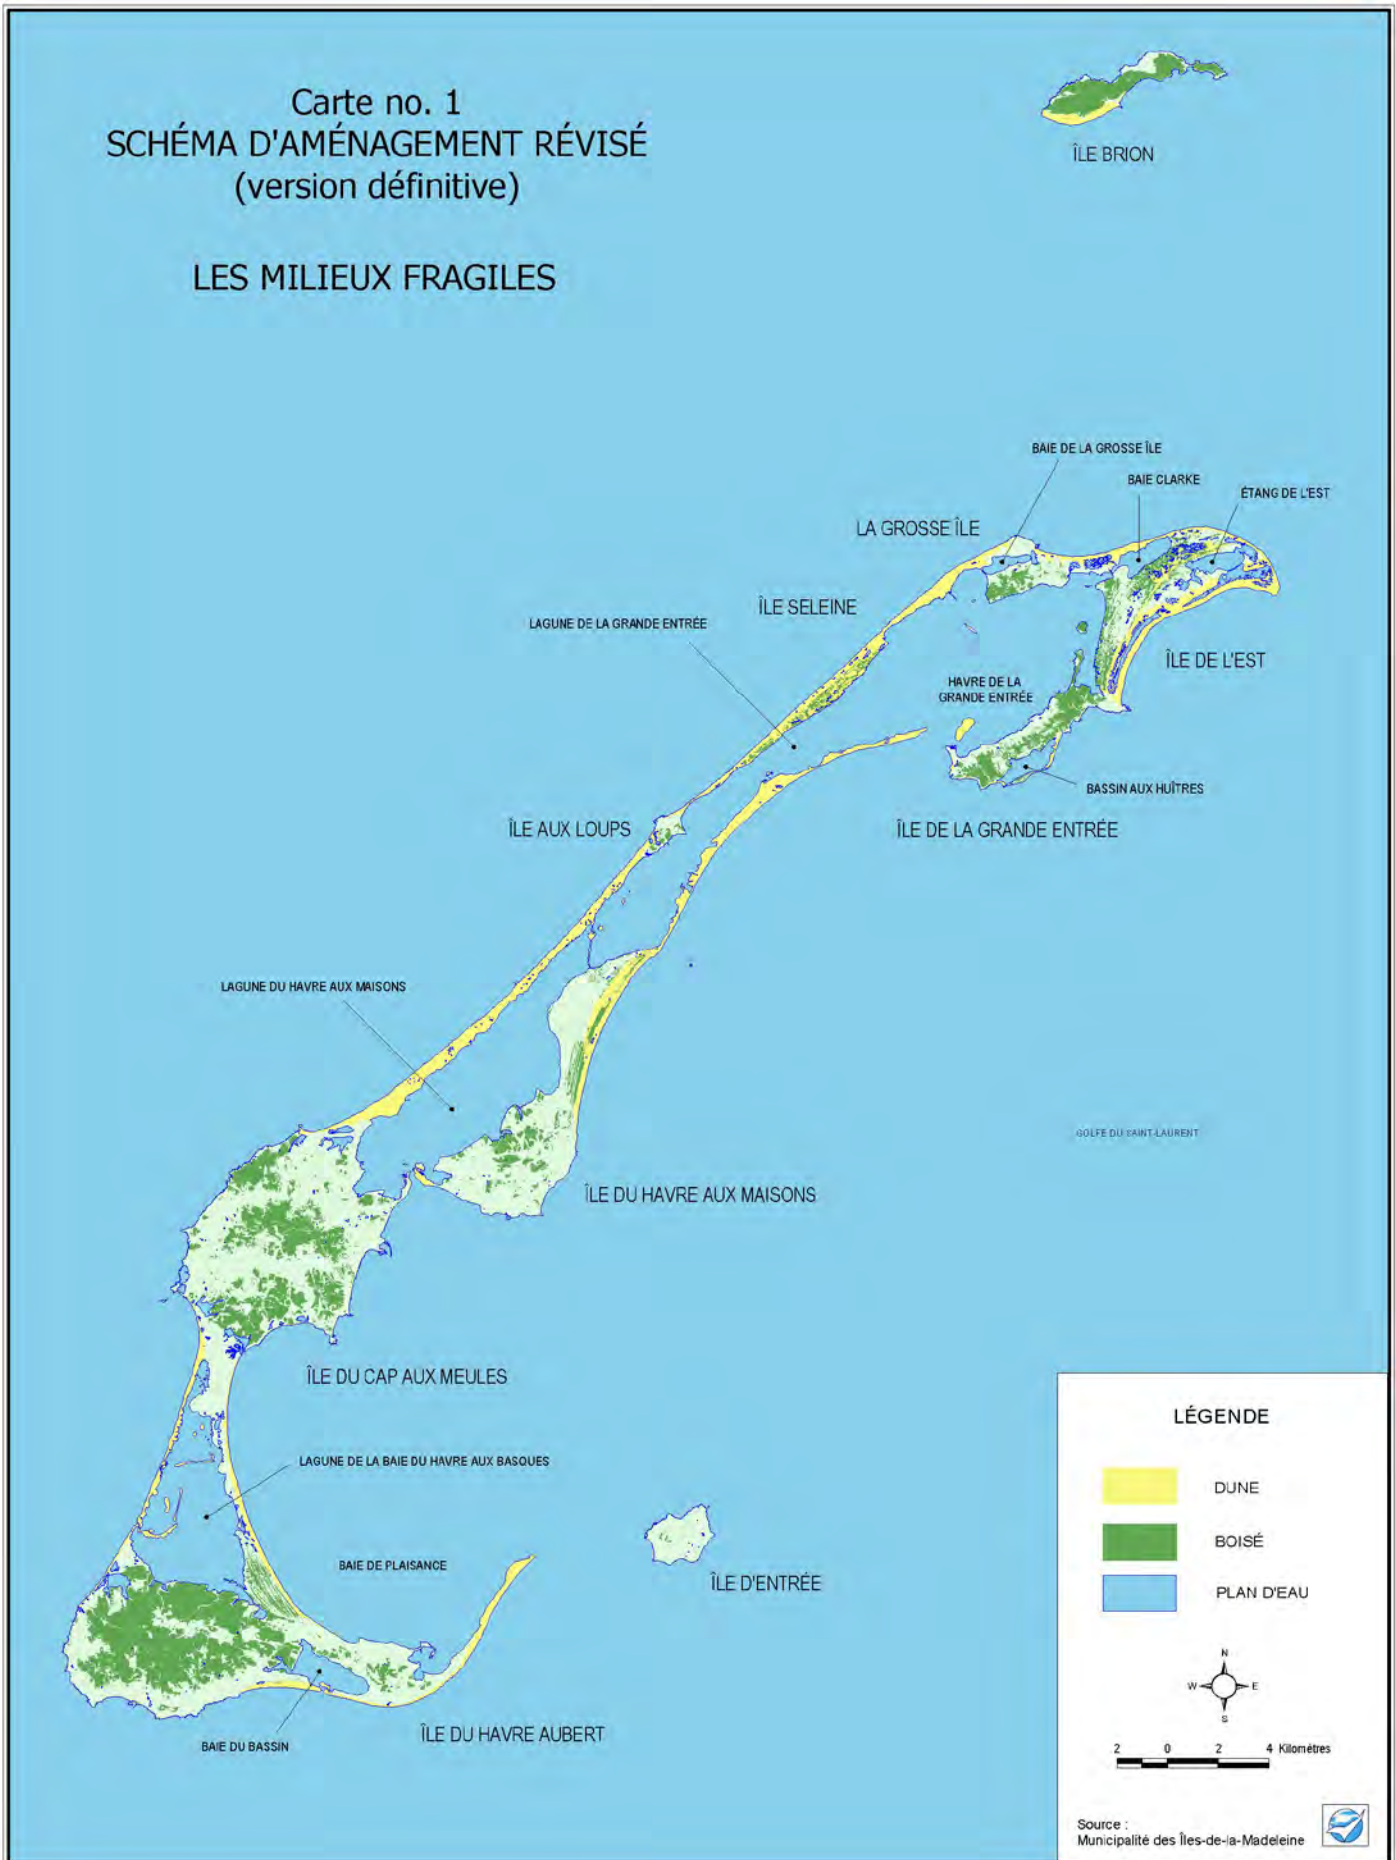 Carte no. 1
SCHÉMA D'AMÉNAGEMENT RÉVISÉ
(version définitive)
LES MILIEUX FRAGILES
ÎLE BRION
BAIE DE LA GROSSE ÎLE
BAIE CLARKE
ÉTANG DE L'EST
LA GROSSE ÎLE
ÎLE SELEINE
LAGUNE DE LA GRANDE ENTRÉE
ÎLE DE L'EST
HAVRE DE LA
GRANDE ENTRÉE
BASSIN AUX HUÎTRES
ÎLE AUX LOUPS
ÎLE DE LA GRANDE ENTRÉE
LAGUNE DU HAVRE AUX MAISONS
GOLFE DU SAINT-LAURENT
ÎLE DU HAVRE AUX MAISONS
ÎLE DU CAP AUX MEULES
LAGUNE DE LA BAIE DU HAVRE AUX BASQUES
BAIE DE PLAISANCE
ÎLE D'ENTRÉE
ÎLE DU HAVRE AUBERT
BAIE DU BASSIN
LÉGENDE
DUNE
BOISÉ
PLAN D'EAU
N
W E
S
2 0 2 4 Kilomètres
Source :
Municipalité des Îles-de-la-Madeleine